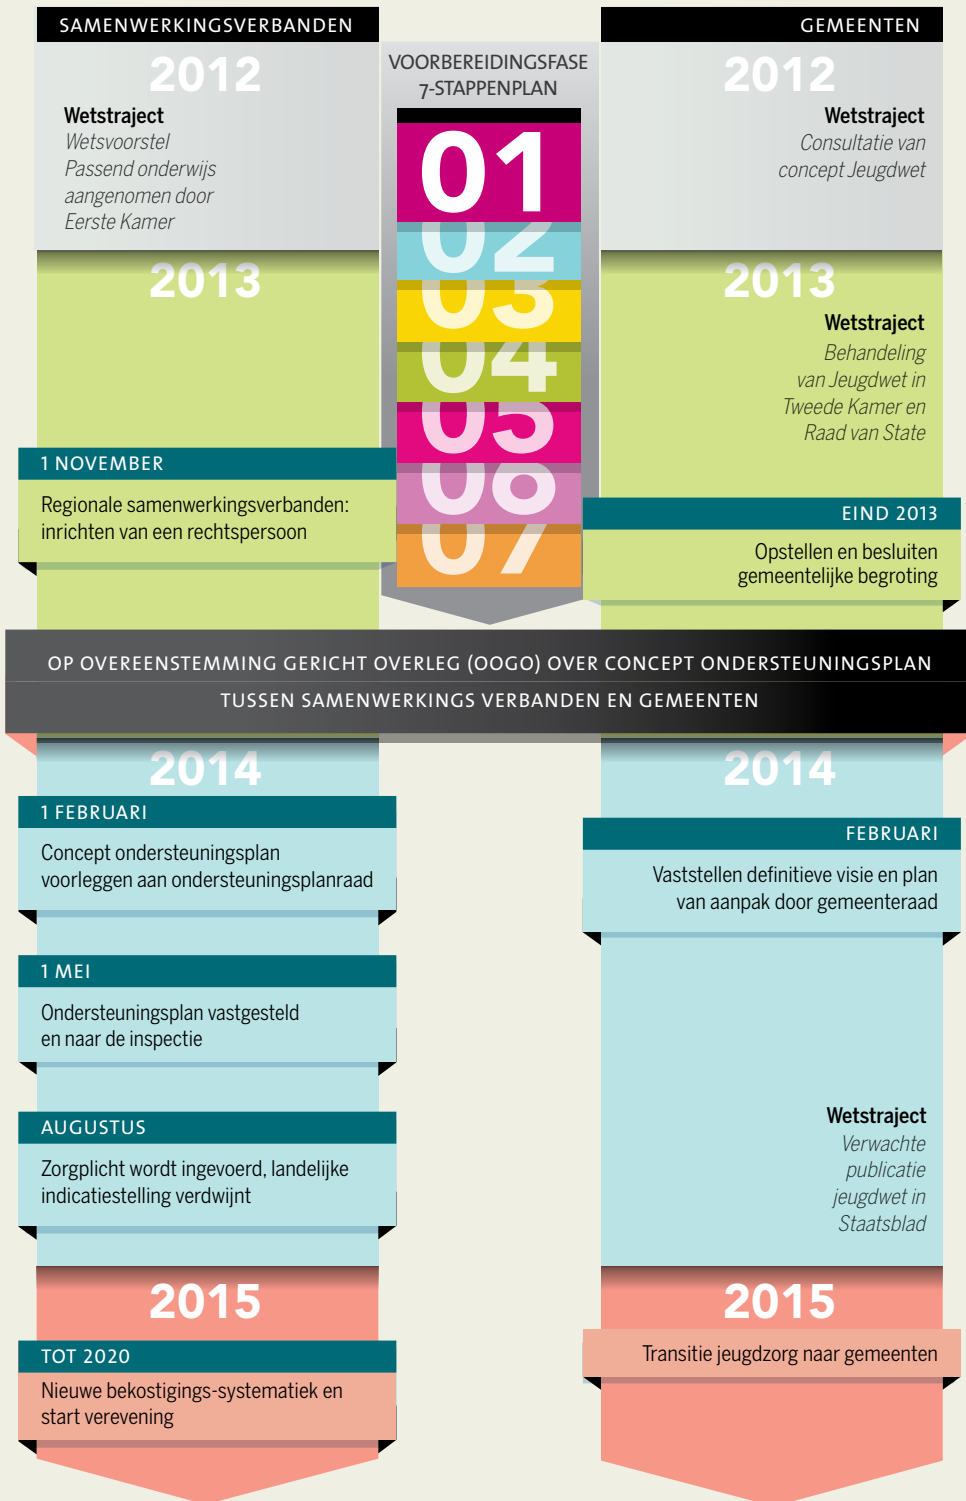 SAMENWERKINGSVERBANDEN
2012
Wetstraject
Wetsvoorstel
Passend onderwijs
aangenomen door
Eerste Kamer
2013
1 NOVEMBER
Regionale samenwerkingsverbanden:
inrichten van een rechtspersoon
VOORBEREIDINGSFASE
7-STAPPENPLAN
01
02
03
04
05
06
07
GEMEENTEN
2012
Wetstraject
Consultatie van
concept Jeugdwet
2013
Wetstraject
Behandeling
van Jeugdwet in
Tweede Kamer en
Raad van State
EIND 2013
Opstellen en besluiten
gemeentelijke begroting
OP OVEREENSTEMMING GERICHT OVERLEG (OOGO) OVER CONCEPT ONDERSTEUNINGSPLAN
TUSSEN SAMENWERKINGS VERBANDEN EN GEMEENTEN
2014
1 FEBRUARI
Concept ondersteuningsplan
voorleggen aan ondersteuningsplanraad
1 MEI
Ondersteuningsplan vastgesteld
en naar de inspectie
AUGUSTUS
Zorgplicht wordt ingevoerd, landelijke
indicatiestelling verdwijnt
2015
TOT 2020
Nieuwe bekostigings-systematiek en
start verevening
2014
FEBRUARI
Vaststellen definitieve visie en plan
van aanpak door gemeenteraad
Wetstraject
Verwachte
publicatie
jeugdwet in
Staatsblad
2015
Transitie jeugdzorg naar gemeenten